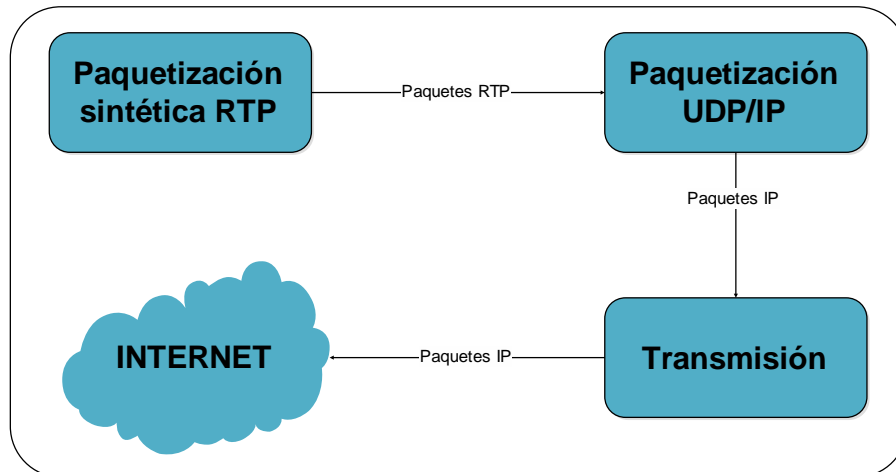 Paquetización
sintética RTP
Paquetes RTP
Paquetización
UDP/IP
Paquetes IP
INTERNET
Paquetes IP
Transmisión